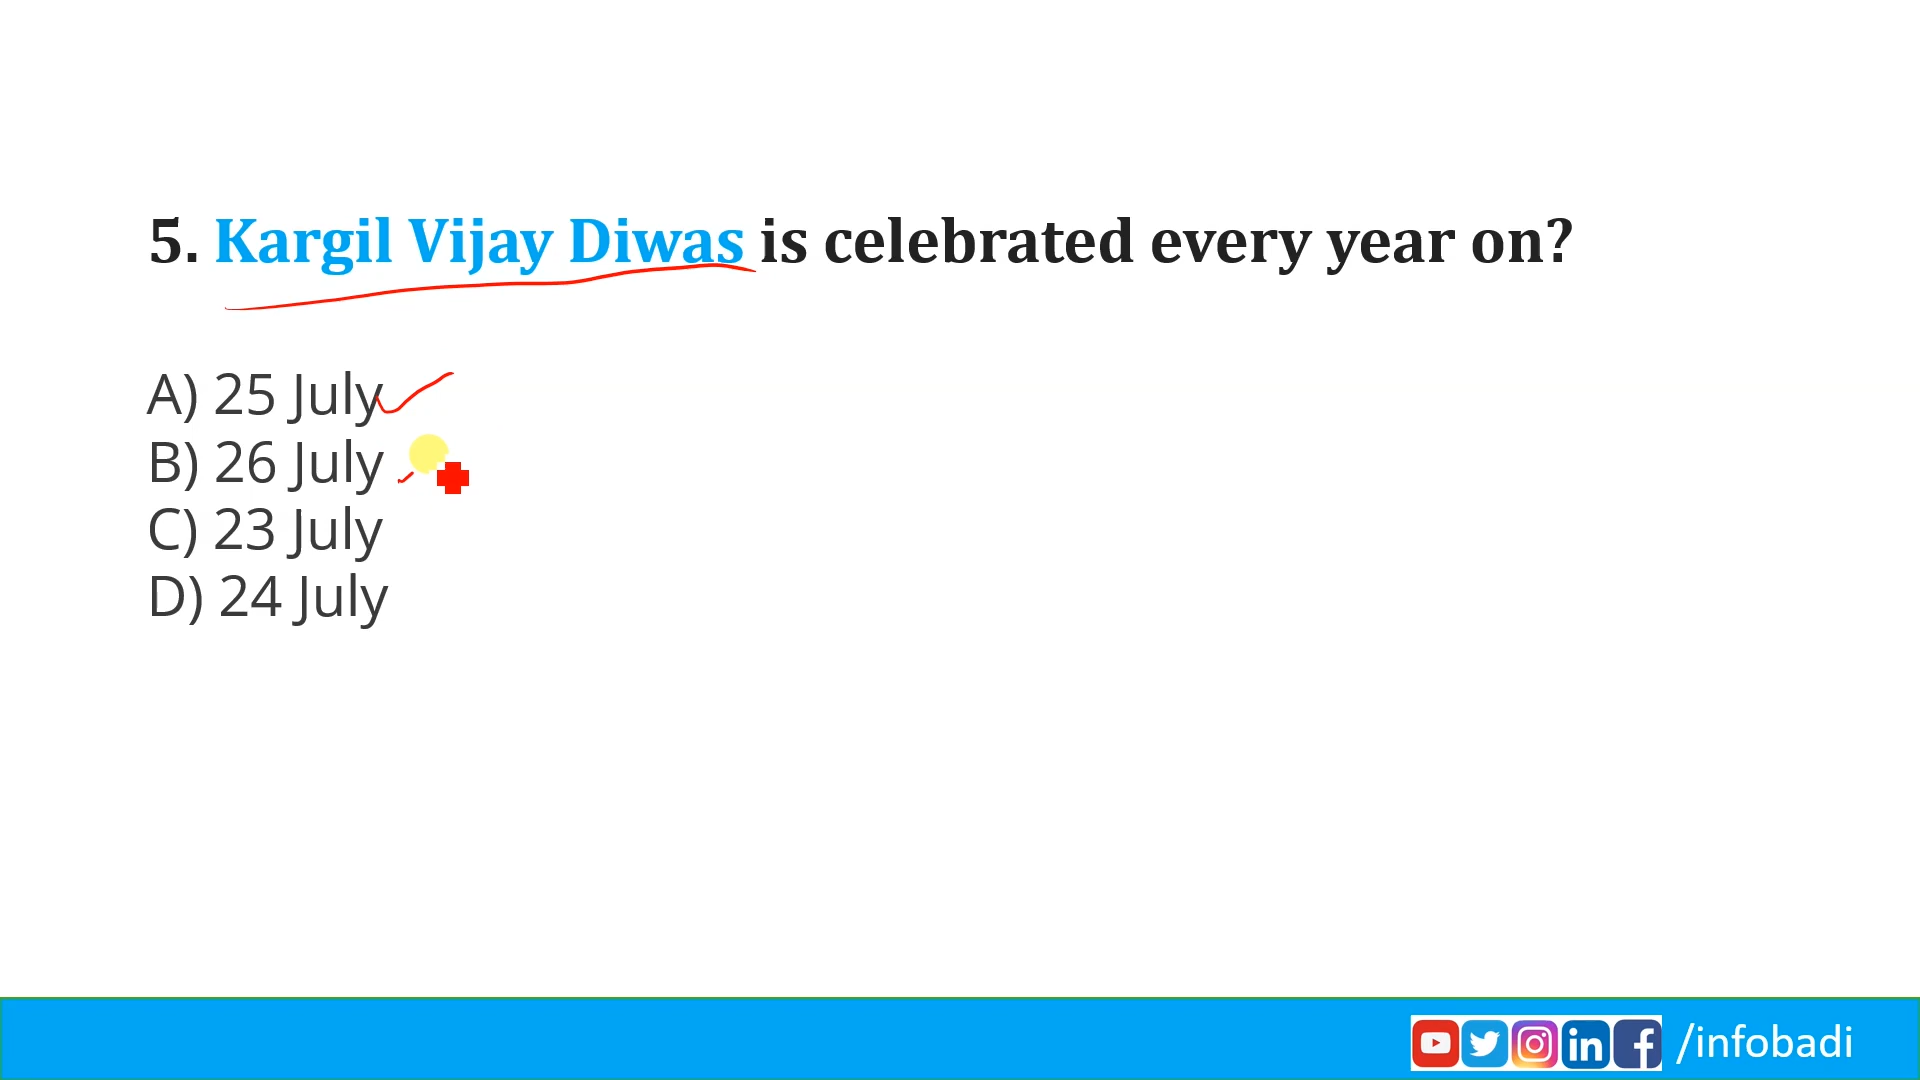 5. Kargil Vijay Diwas is celebrated every year on?
A) 25 July
B) 26 July
C) 23 July
D) 24 July
/infobadi